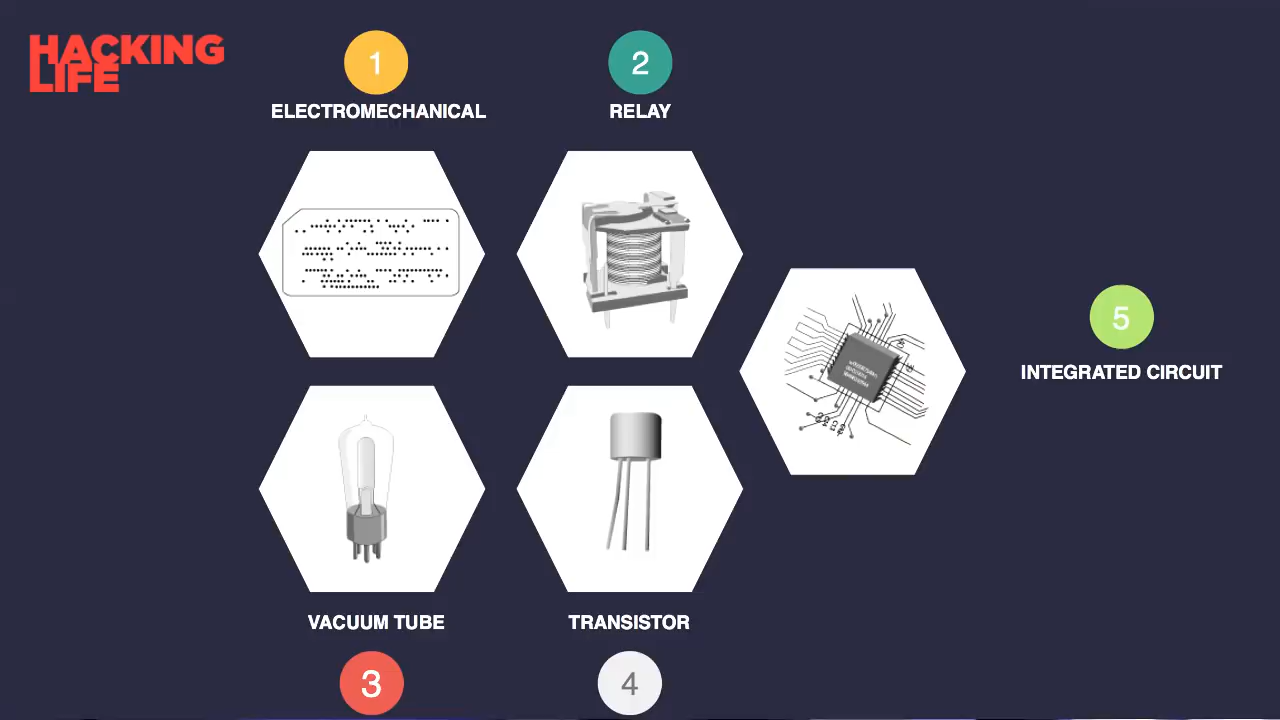 HACKING
LIFE
1
ELECTROMECHANICAL
2
RELAY
5
INTEGRATED CIRCUIT
VACUUM TUBE
3
TRANSISTOR
4